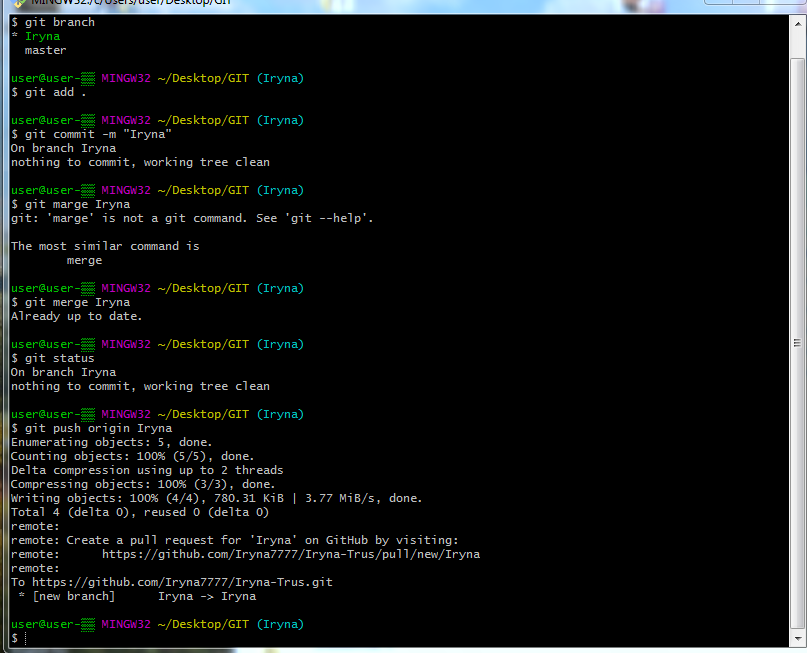 MINGW32:/c/Users/user/Desktop/GIT
$ git branch
* Iryna
  master
user@user- MINGW32 ~/Desktop/GIT (Iryna)
$ git add .
user@user- MINGW32 ~/Desktop/GIT (Iryna)
$ git commit -m "Iryna"
On branch Iryna
nothing to commit, working tree clean
user@user- MINGW32 ~/Desktop/GIT (Iryna)
$ git marge Iryna
git: 'marge' is not a git command. See 'git --help'.
The most similar command is
        merge
user@user- MINGW32 ~/Desktop/GIT (Iryna)
$ git merge Iryna
Already up to date.
user@user- MINGW32 ~/Desktop/GIT (Iryna)
$ git status
On branch Iryna
nothing to commit, working tree clean
user@user- MINGW32 ~/Desktop/GIT (Iryna)
$ git push origin Iryna
Enumerating objects: 5, done.
Counting objects: 100% (5/5), done.
Delta compression using up to 2 threads
Compressing objects: 100% (3/3), done.
Writing objects: 100% (4/4), 780.31 KiB | 3.77 MiB/s, done.
Total 4 (delta 0), reused 0 (delta 0)
remote:
remote: Create a pull request for 'Iryna' on GitHub by visiting:
remote:      https://github.com/Iryna7777/Iryna-Trus/pull/new/Iryna
remote:
To https://github.com/Iryna7777/Iryna-Trus.git
 * [new branch]      Iryna -> Iryna
user@user- MINGW32 ~/Desktop/GIT (Iryna)
$